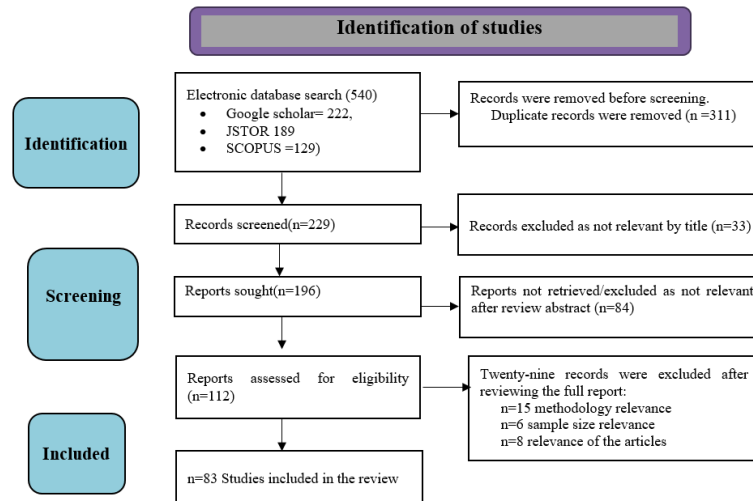 Identification of studies
Identification
Electronic database search (540)
• Google scholar= 222,
• JSTOR 189
• SCOPUS =129)
Records were removed before screening.
Duplicate records were removed (n =311)
Records screened(n=229)
Records excluded as not relevant by title (n=33)
Screening
Reports sought(n=196)
Reports not retrieved/excluded as not relevant
after review abstract (n=84)
Reports assessed for eligibility
(n=112)
Twenty-nine records were excluded after
reviewing the full report:
n=15 methodology relevance
n=6 sample size relevance
n=8 relevance of the articles
Included
n=83 Studies included in the review